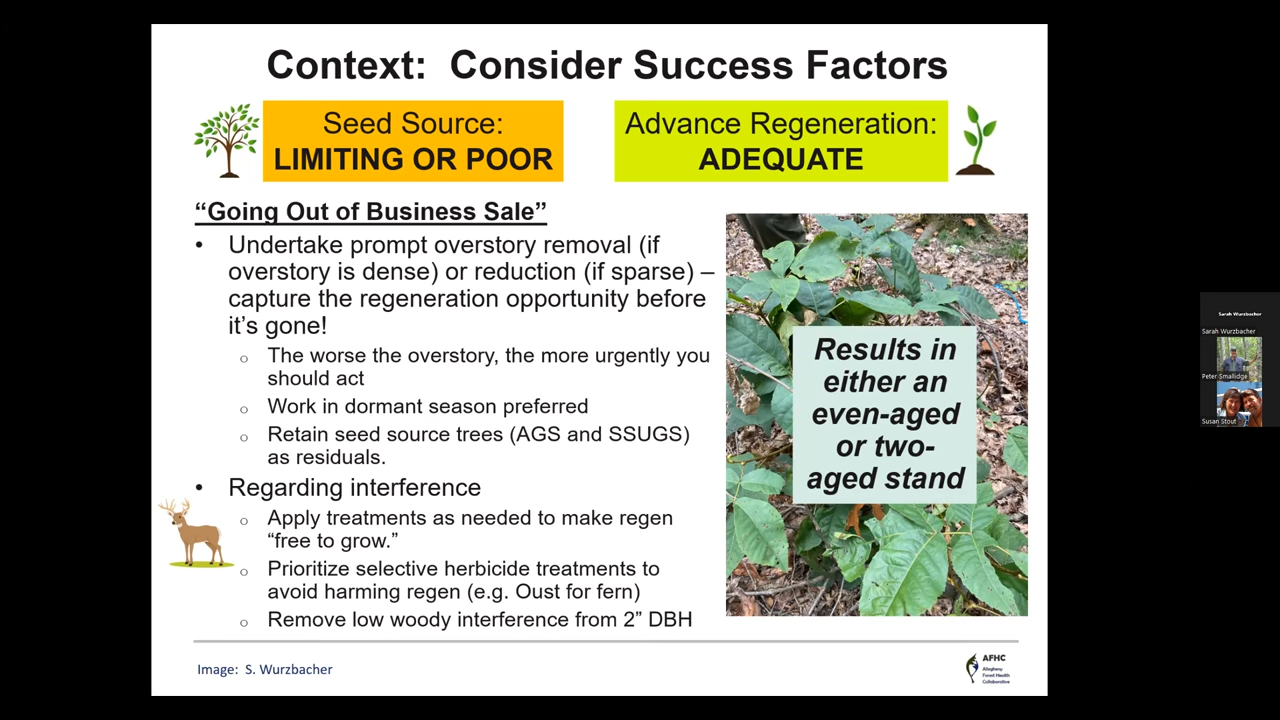 Context:  Consider Success Factors
Seed Source:
LIMITING OR POOR
Advance Regeneration:
ADEQUATE
“Going Out of Business Sale”
• Undertake prompt overstory removal (if
overstory is dense) or reduction (if sparse) –
capture the regeneration opportunity before
it’s gone!
o The worse the overstory, the more urgently you
should act
o Work in dormant season preferred
o Retain seed source trees (AGS and SSUGS)
as residuals.
• Regarding interference
o Apply treatments as needed to make regen
“free to grow.”
o Prioritize selective herbicide treatments to
avoid harming regen (e.g. Oust for fern)
o Remove low woody interference from 2” DBH
Results in
either an
even-aged
or two-
aged stand
Image:  S. Wurzbacher
AFHC
Allegheny
Forest Health
Collaborative
Sarah Wurzbacher
Sarah Wurzbacher
Peter Smallidge
Susan Stout